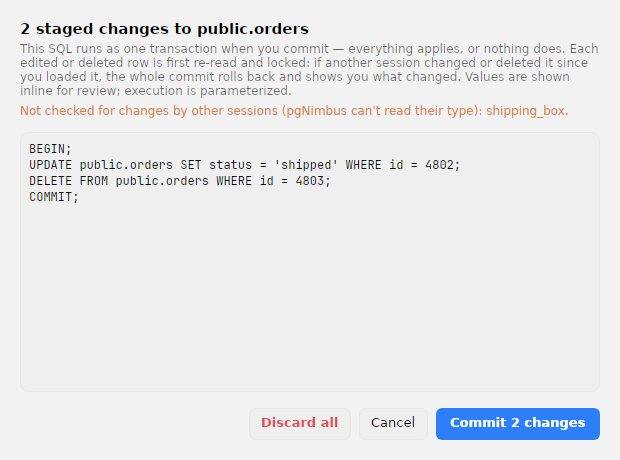 2 staged changes to public.orders
This SQL runs as one transaction when you commit — everything applies, or nothing does. Each
edited or deleted row is first re-read and locked: if another session changed or deleted it since
you loaded it, the whole commit rolls back and shows you what changed. Values are shown
inline for review; execution is parameterized.
Not checked for changes by other sessions (pgNimbus can't read their type): shipping_box.
BEGIN;
UPDATE public.orders SET status = 'shipped' WHERE id = 4802;
DELETE FROM public.orders WHERE id = 4803;
COMMIT;
Discard all
Cancel
Commit 2 changes